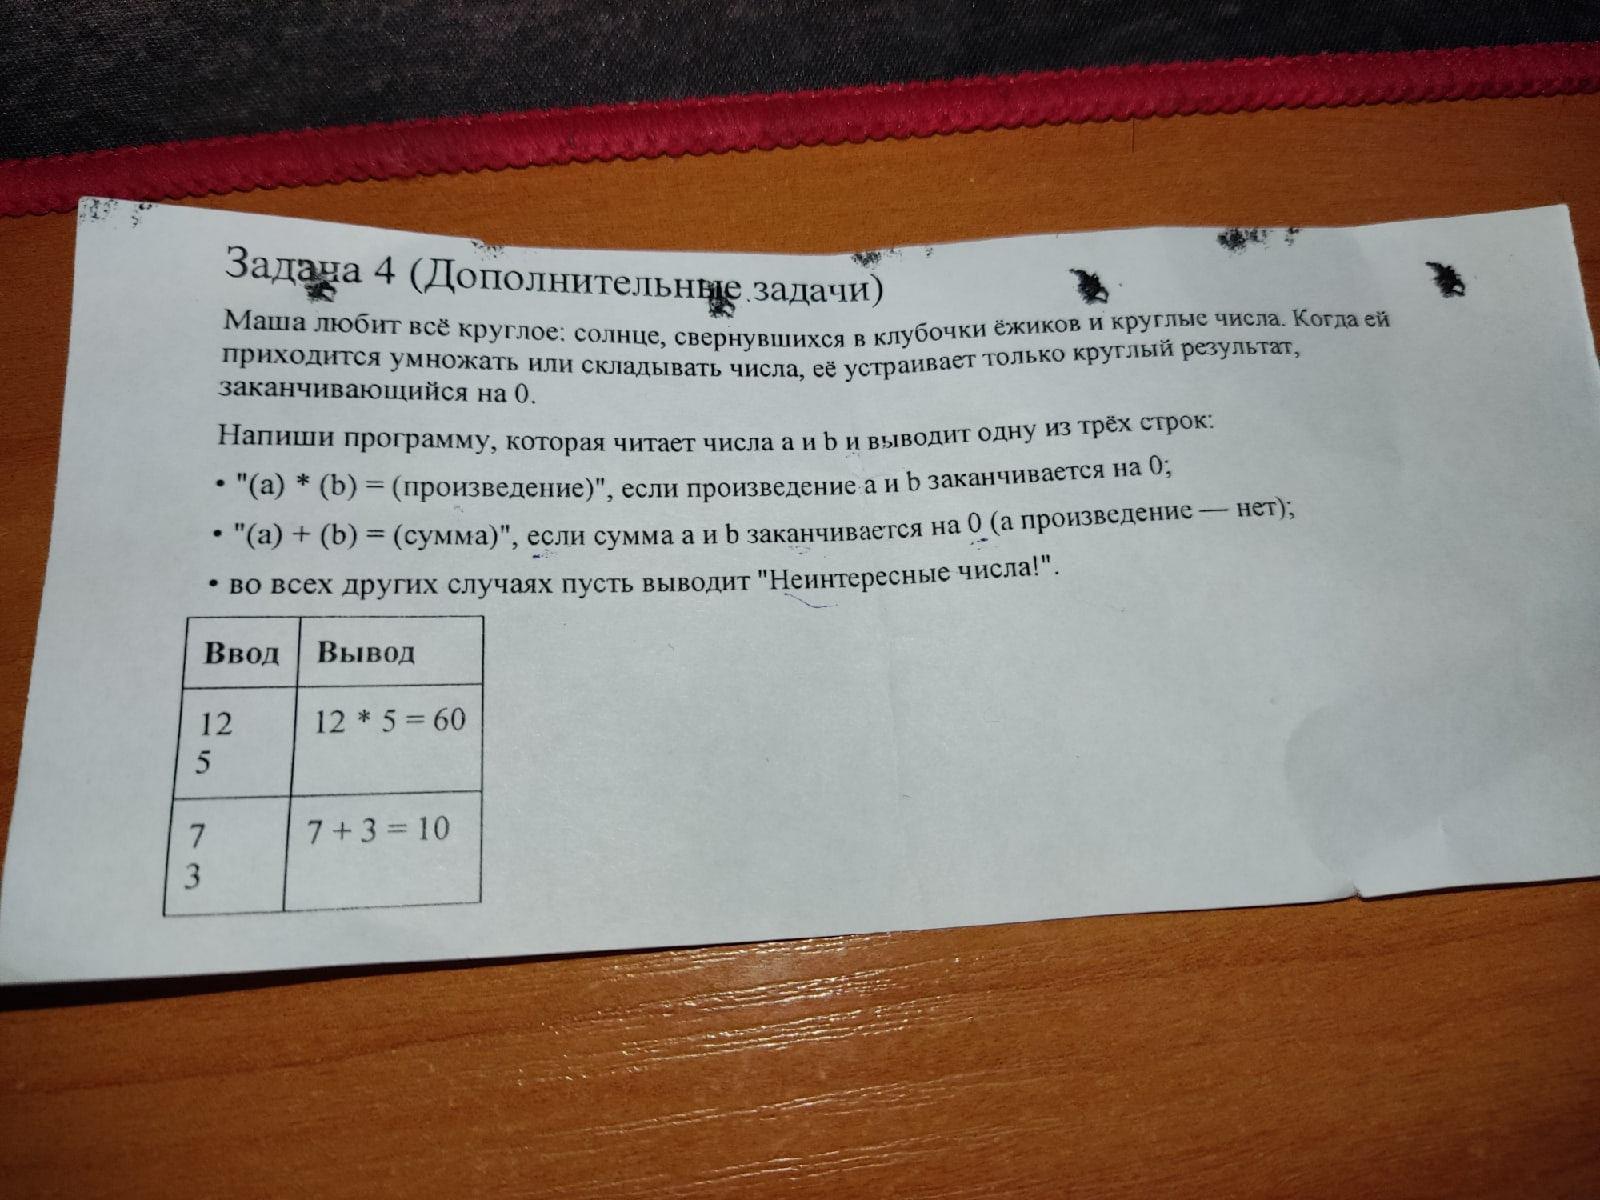 Задача 4 (Дополнительные задачи)
Маша любит всё круглое: солнце, свернувшихся в клубочки ёжиков и круглые числа. Когда ей
приходится умножать или складывать числа, её устраивает только круглый результат,
заканчивающийся на 0.
Напиши программу, которая читает числа a и b и выводит одну из трёх строк:
• "(a) * (b) = (произведение)", если произведение a и b заканчивается на 0;
• "(a) + (b) = (сумма)", если сумма a и b заканчивается на 0 (а произведение — нет);
• во всех других случаях пусть выводит "Неинтересные числа!".
Ввод Вывод
12 12 * 5 = 60
5
7 7 + 3 = 10
3